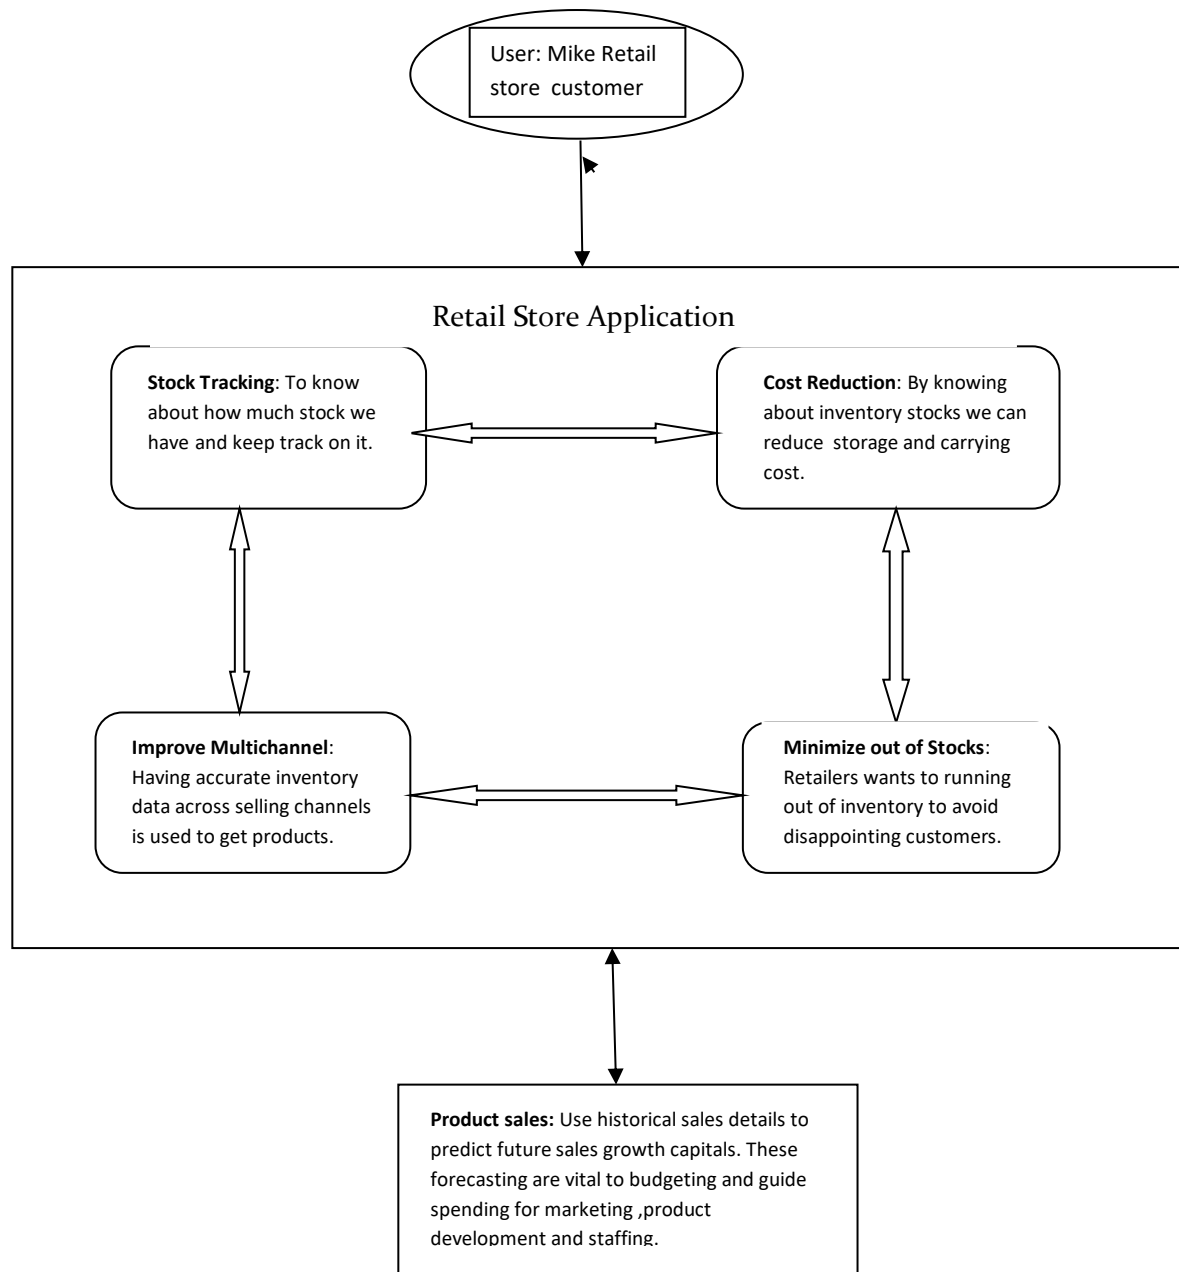 User: Mike Retail
store customer
Retail Store Application
Stock Tracking: To know
about how much stock we
have and keep track on it.
Cost Reduction: By knowing
about inventory stocks we can
reduce storage and carrying
cost.
Improve Multichannel:
Having accurate inventory
data across selling channels
is used to get products.
Minimize out of Stocks:
Retailers wants to running
out of inventory to avoid
disappointing customers.
Product sales: Use historical sales details to
predict future sales growth capitals. These
forecasting are vital to budgeting and guide
spending for marketing ,product
development and staffing.